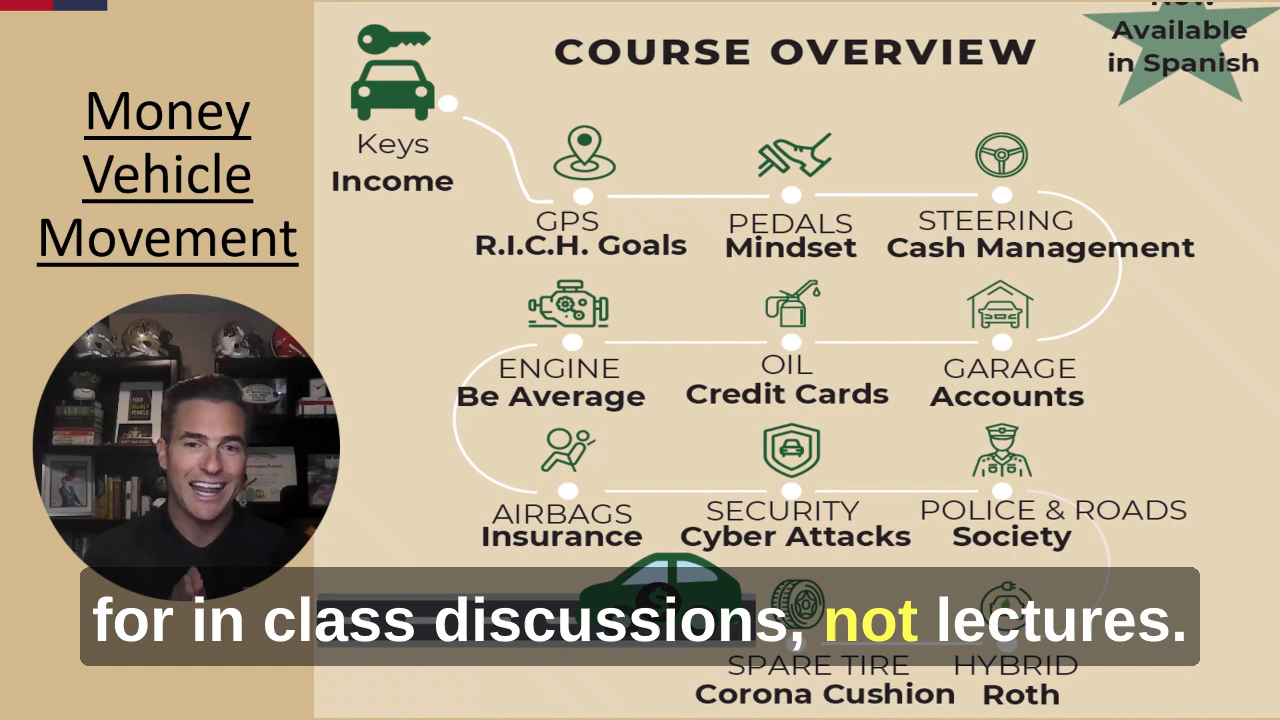 Money
Vehicle
Movement
COURSE OVERVIEW
Available
in Spanish
Keys
Income
GPS
R.I.C.H. Goals
PEDALS
Mindset
STEERING
Cash Management
ENGINE
Be Average
OIL
Credit Cards
GARAGE
Accounts
AIRBAGS
Insurance
SECURITY
Cyber Attacks
POLICE & ROADS
Society
for in class discussions, not lectures.
SPARE TIRE
Corona Cushion
HYBRID
Roth